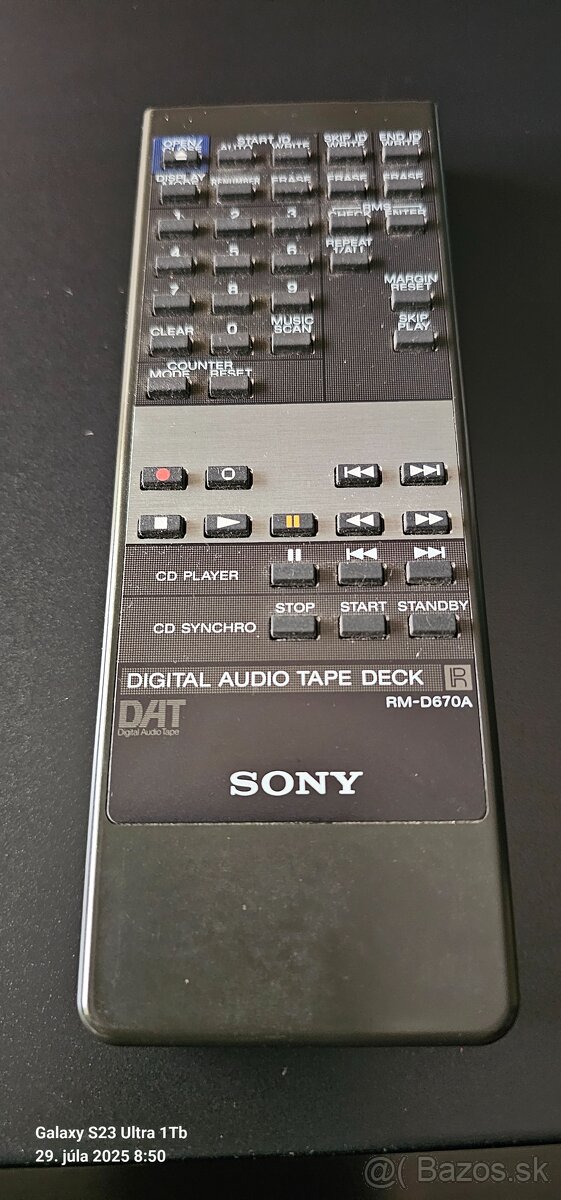 OPEN/
START ID
SKIP ID
END ID
AUTO
WRITE
WRITE
WRITE
DISPLAY
ERASE
ERASE
ERASE
RMS
1
2
3
CHECK
ENTER
4
5
6
REPEAT
1/ALL
7
8
9
MARGIN
RESET
CLEAR
0
MUSIC
SCAN
SKIP
PLAY
COUNTER
MODE
RESET
CD PLAYER
STOP
START
STANDBY
CD SYNCHRO
DIGITAL AUDIO TAPE DECK R
RM-D670A
DAT
Digital Audio Tape
SONY
Galaxy S23 Ultra 1Tb
29. júla 2025 8:50
@( Bazos.sk